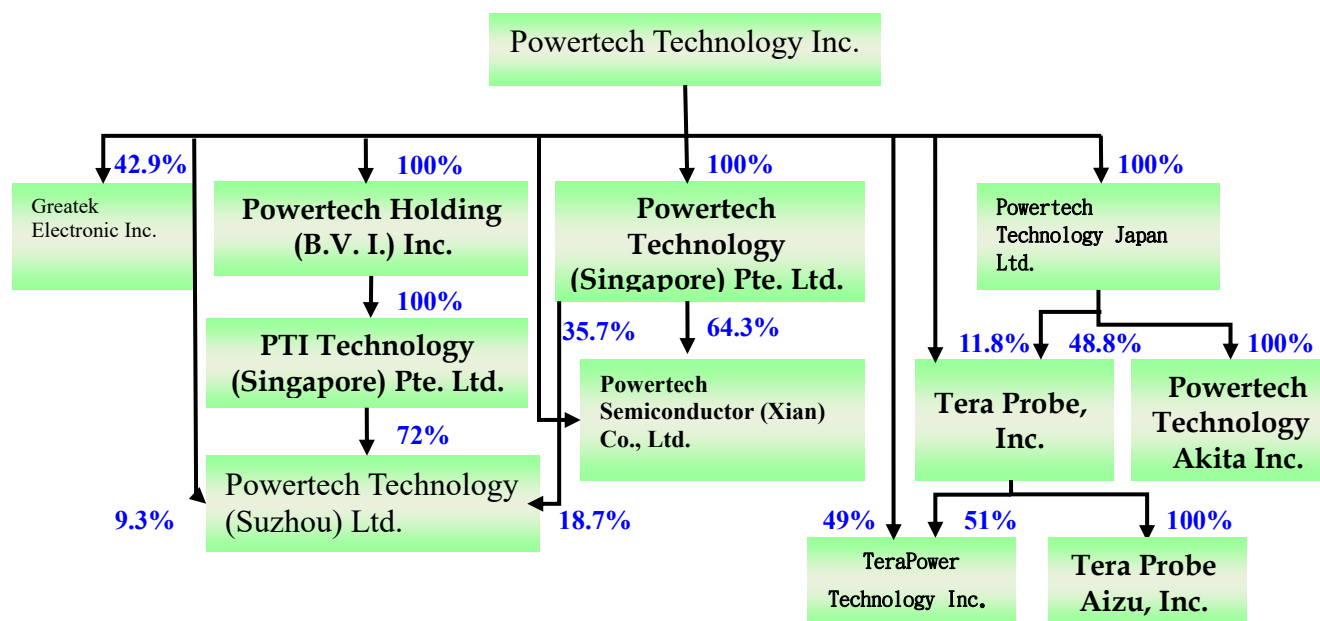 Powertech Technology Inc.
42.9%
100%
100%
100%
Greatek
Electronic Inc.
Powertech Holding
(B.V. I.) Inc.
Powertech
Technology
(Singapore) Pte. Ltd.
Powertech
Technology Japan
Ltd.
100%
35.7%
64.3%
11.8%
48.8%
100%
PTI Technology
(Singapore) Pte. Ltd.
Powertech
Semiconductor (Xian)
Co., Ltd.
Tera Probe,
Inc.
Powertech
Technology
Akita Inc.
72%
Powertech Technology
(Suzhou) Ltd.
9.3%
18.7%
49%
51%
100%
TeraPower
Technology Inc.
Tera Probe
Aizu, Inc.